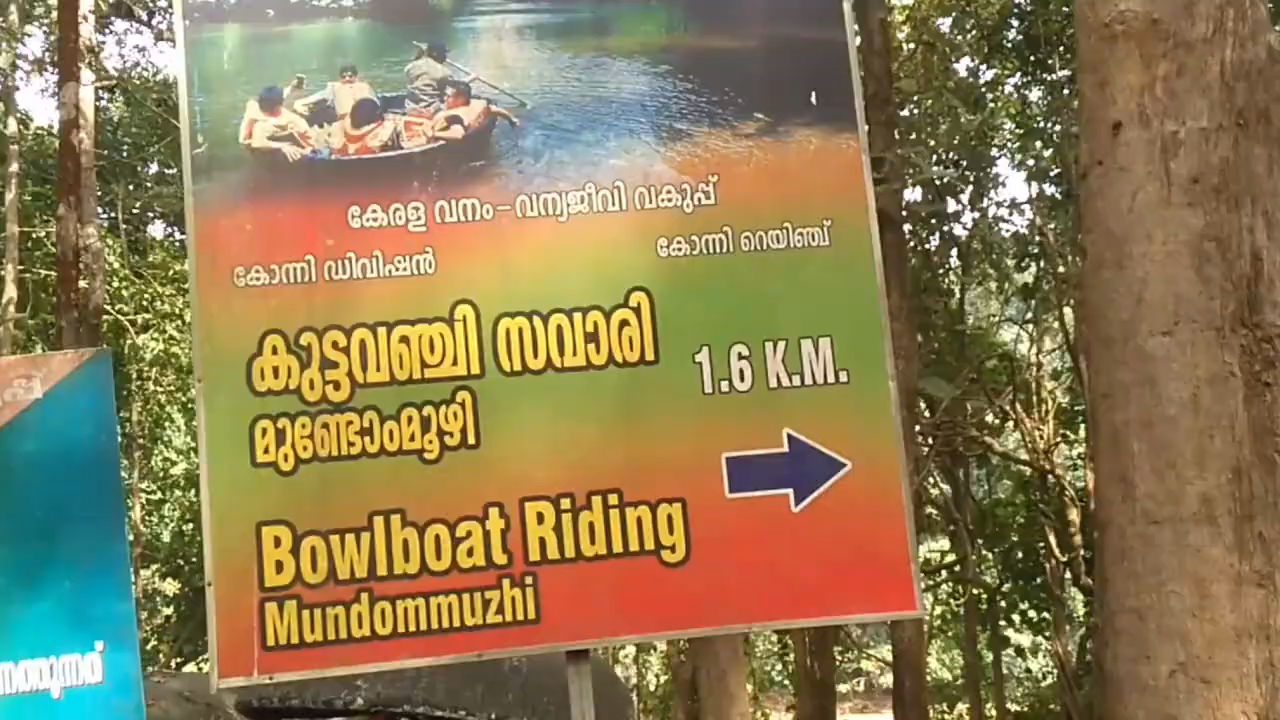 കേരള വനം-വന്യജീവി വകുപ്പ്
കോന്നി ഡിവിഷൻ
കോന്നി റെയിഞ്ച്
കുട്ടവഞ്ചി സവാരി
1.6 K.M.
മുണ്ടോംമൂഴി
Bowlboat Riding
Mundommuzhi